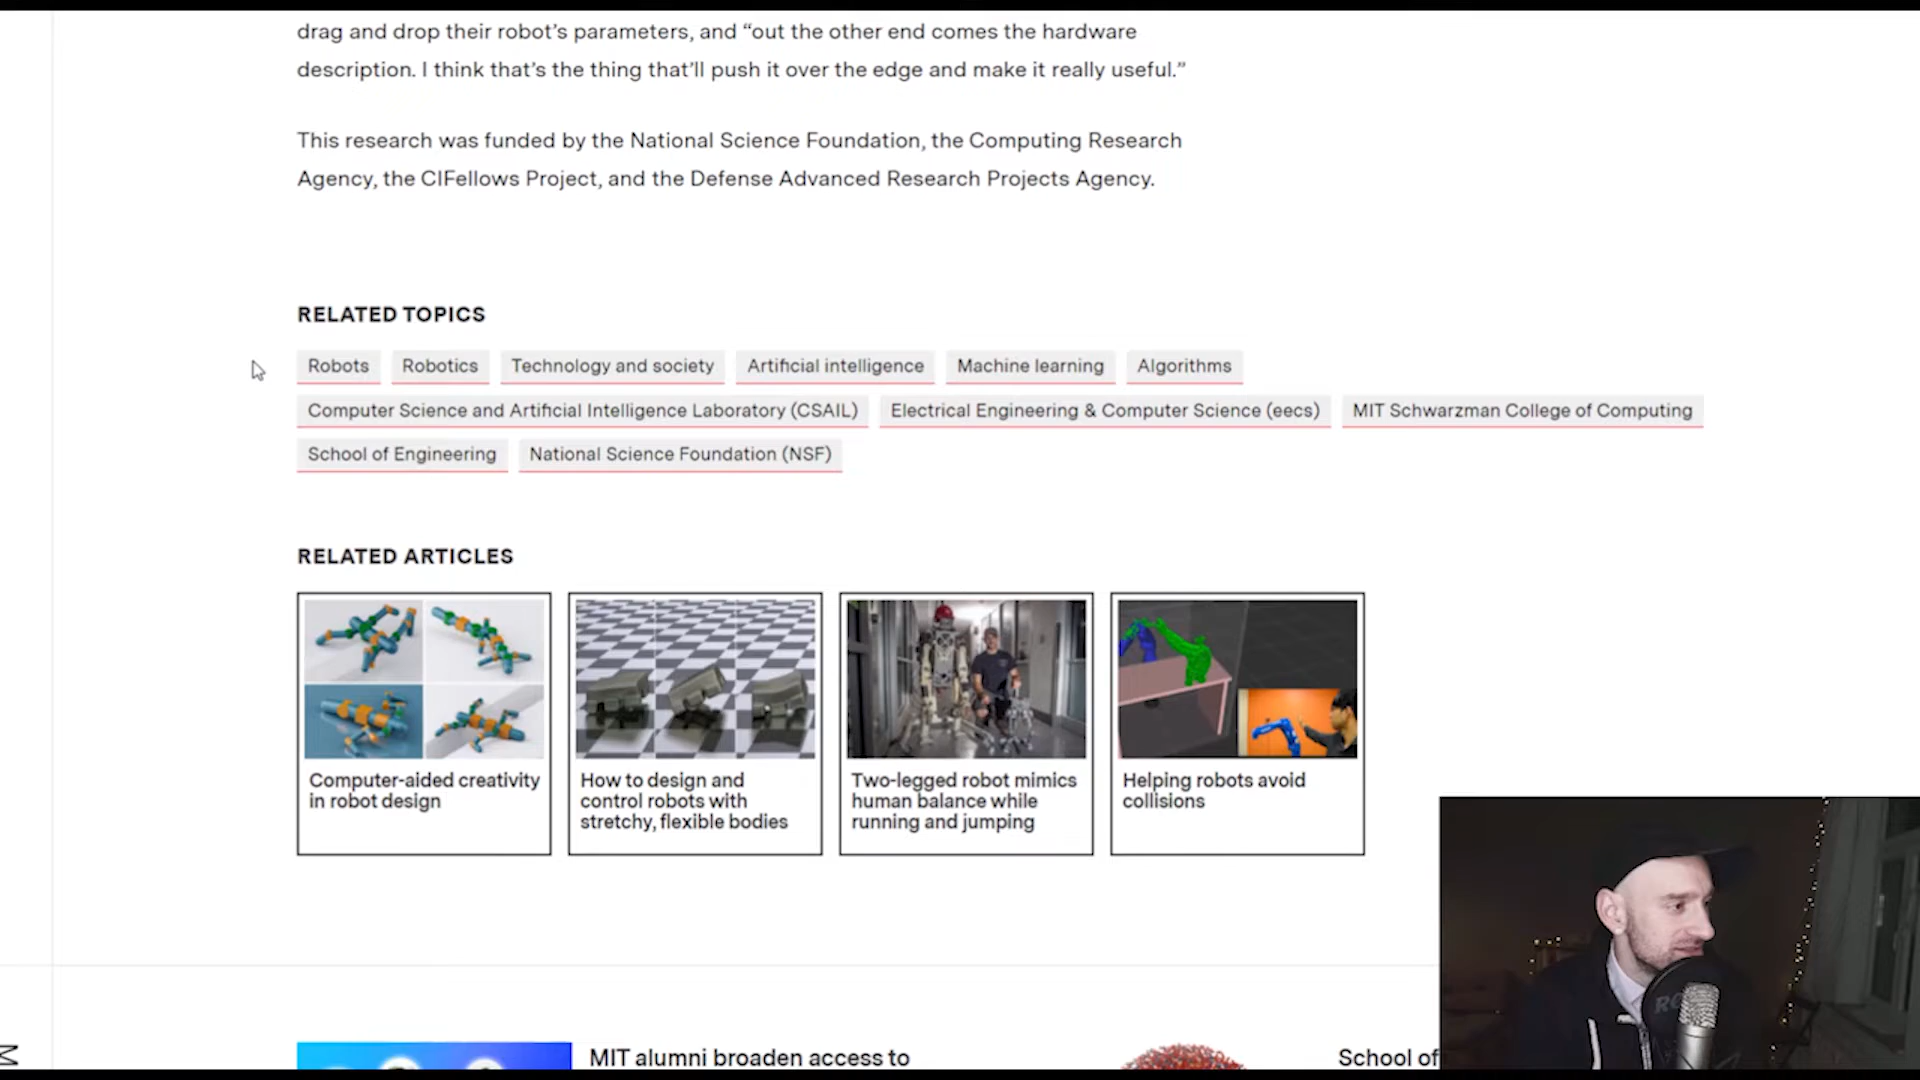 drag and drop their robot’s parameters, and “out the other end comes the hardware
description. I think that’s the thing that’ll push it over the edge and make it really useful.”
This research was funded by the National Science Foundation, the Computing Research
Agency, the CIFellows Project, and the Defense Advanced Research Projects Agency.
RELATED TOPICS
Robots Robotics Technology and society Artificial intelligence Machine learning Algorithms
Computer Science and Artificial Intelligence Laboratory (CSAIL) Electrical Engineering & Computer Science (eecs) MIT Schwarzman College of Computing
School of Engineering National Science Foundation (NSF)
RELATED ARTICLES
Computer-aided creativity
in robot design
How to design and
control robots with
stretchy, flexible bodies
Two-legged robot mimics
human balance while
running and jumping
Helping robots avoid
collisions
MIT alumni broaden access to
School of
M